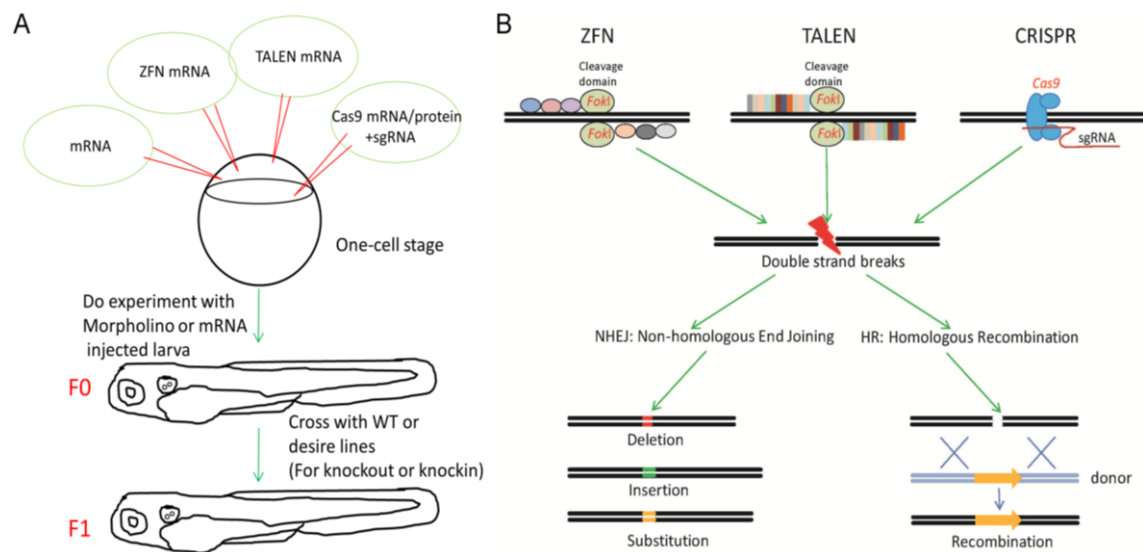 A
ZFN mRNA
TALEN mRNA
mRNA
Cas9 mRNA/protein
+sgRNA
One-cell stage
Do experiment with
Morpholino or mRNA
injected larva
F0
Cross with WT or
desire lines
(For knockout or knockin)
F1
B
ZFN
TALEN
CRISPR
Cleavage
domain
FokI
FokI
Cleavage
domain
FokI
FokI
Cas9
sgRNA
Double strand breaks
NHEJ: Non-homologous End Joining
HR: Homologous Recombination
Deletion
Insertion
Substitution
donor
Recombination